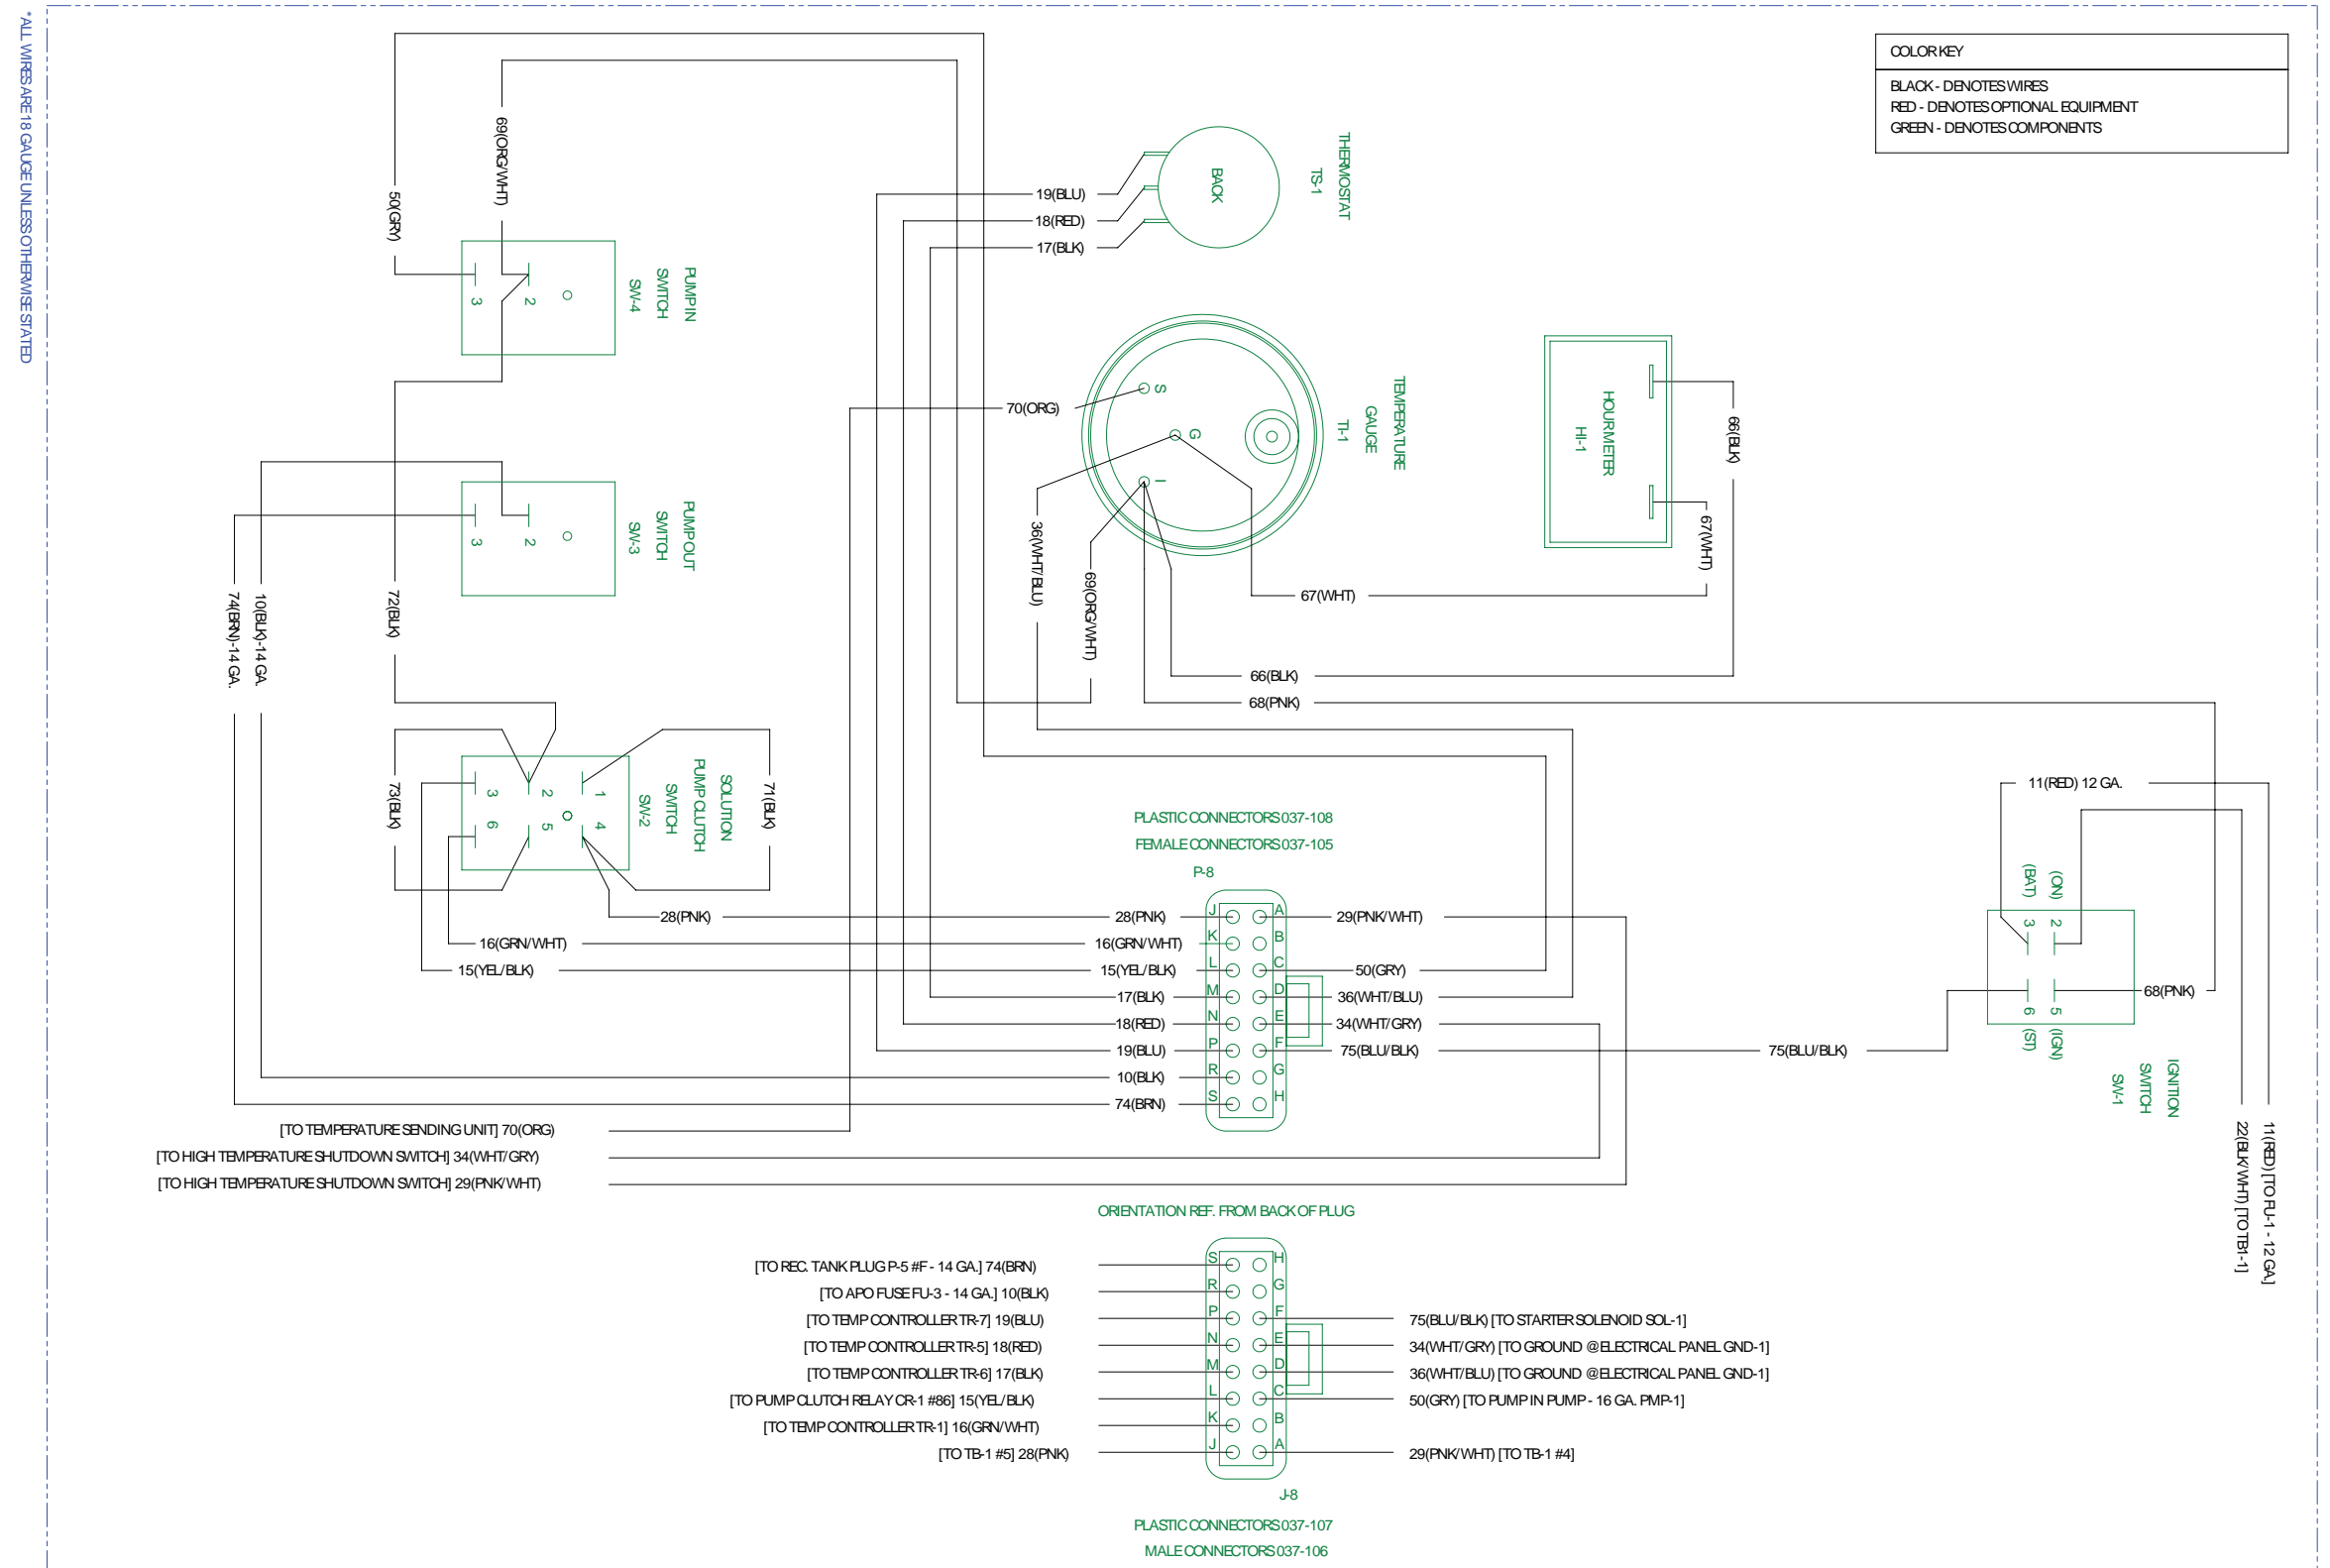 *ALL WIRES ARE 18 GAUGE UNLESS OTHERWISE STATED
COLOR KEY
BLACK - DENOTES WIRES
RED - DENOTES OPTIONAL EQUIPMENT
GREEN - DENOTES COMPONENTS
69(ORG/WHT)
50(GRY)
PUMP IN
SWITCH
SW-4
3
2
THERMOSTAT
TS-1
BACK
19(BLU)
18(RED)
17(BLK)
TEMPERATURE
GAUGE
TI-1
S
G
I
70(ORG)
HOURMETER
HI-1
66(BLK)
67(WHT)
36(WHT/BLU)
69(ORG/WHT)
67(WHT)
66(BLK)
68(PNK)
PUMP OUT
SWITCH
SW-3
3
2
74(BRN)-14 GA.
10(BLK)-14 GA.
72(BLK)
73(BLK)
71(BLK)
SOLUTION
PUMP CLUTCH
SWITCH
SW-2
3
2
1
6
5
4
11(RED) 12 GA.
(BAT)
(ON)
3
2
6
5
(ST)
(IGN)
68(PNK)
IGNITION
SWITCH
SW-1
11(RED) [TO FU-1 - 12 GA.]
22(BLK/WHT) [TO TB1-1]
PLASTIC CONNECTORS 037-108
FEMALE CONNECTORS 037-105
P-8
28(PNK)
28(PNK)
J
A
29(PNK/WHT)
16(GRN/WHT)
16(GRN/WHT)
K
B
15(YEL/BLK)
15(YEL/BLK)
L
C
50(GRY)
17(BLK)
M
D
36(WHT/BLU)
18(RED)
N
E
34(WHT/GRY)
19(BLU)
P
F
75(BLU/BLK)
75(BLU/BLK)
10(BLK)
R
G
74(BRN)
S
H
[TO TEMPERATURE SENDING UNIT] 70(ORG)
[TO HIGH TEMPERATURE SHUTDOWN SWITCH] 34(WHT/GRY)
[TO HIGH TEMPERATURE SHUTDOWN SWITCH] 29(PNK/WHT)
ORIENTATION REF. FROM BACK OF PLUG
[TO REC. TANK PLUG P-5 #F - 14 GA.] 74(BRN)
S
H
[TO APO FUSE FU-3 - 14 GA.] 10(BLK)
R
G
[TO TEMP CONTROLLER TR-7] 19(BLU)
P
F
75(BLU/BLK) [TO STARTER SOLENOID SOL-1]
[TO TEMP CONTROLLER TR-5] 18(RED)
N
E
34(WHT/GRY) [TO GROUND @ ELECTRICAL PANEL GND-1]
[TO TEMP CONTROLLER TR-6] 17(BLK)
M
D
36(WHT/BLU) [TO GROUND @ ELECTRICAL PANEL GND-1]
[TO PUMP CLUTCH RELAY CR-1 #86] 15(YEL/BLK)
L
C
50(GRY) [TO PUMP IN PUMP - 16 GA. PMP-1]
[TO TEMP CONTROLLER TR-1] 16(GRN/WHT)
K
B
[TO TB-1 #5] 28(PNK)
J
A
29(PNK/WHT) [TO TB-1 #4]
J-8
PLASTIC CONNECTORS 037-107
MALE CONNECTORS 037-106